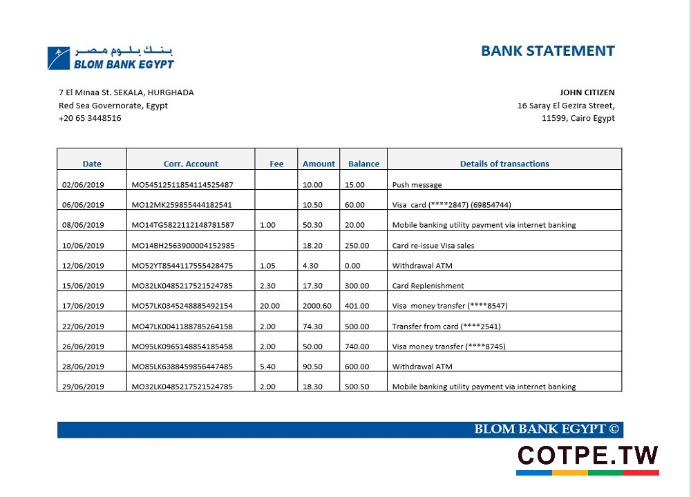 بنك بلوم مصر
BLOM BANK EGYPT
BANK STATEMENT
7 El Minaa St. SEKALA, HURGHADA
Red Sea Governorate, Egypt
+20 65 3448516
JOHN CITIZEN
16 Saray El Gezira Street,
11599, Cairo Egypt
Date Corr. Account Fee Amount Balance Details of transactions
02/06/2019 MO54512511854114525487 10.00 15.00 Push message
06/06/2019 MO12MK259855444182541 10.50 60.00 Visa card (****2847) (69854744)
08/06/2019 MO14TG5822112148781587 1.00 50.30 20.00 Mobile banking utility payment via internet banking
10/06/2019 MO14BH2563900004152985 18.20 250.00 Card re-issue Visa sales
12/06/2019 MO52YT8544117555428475 1.05 4.30 0.00 Withdrawal ATM
15/06/2019 MO32LK0485217521524785 2.30 17.30 300.00 Card Replenishment
17/06/2019 MO57LK0345248885492154 20.00 2000.60 401.00 Visa money transfer (****8547)
22/06/2019 MO47LK0041188785264158 2.00 74.30 500.00 Transfer from card (****2541)
26/06/2019 MO95LK0965148854185458 2.00 50.00 740.00 Visa money transfer (****8745)
28/06/2019 MO85LK6388459856447485 5.40 90.50 600.00 Withdrawal ATM
29/06/2019 MO32LK0485217521524785 2.00 18.30 500.50 Mobile banking utility payment via internet banking
BLOM BANK EGYPT ©
COTPE.TW